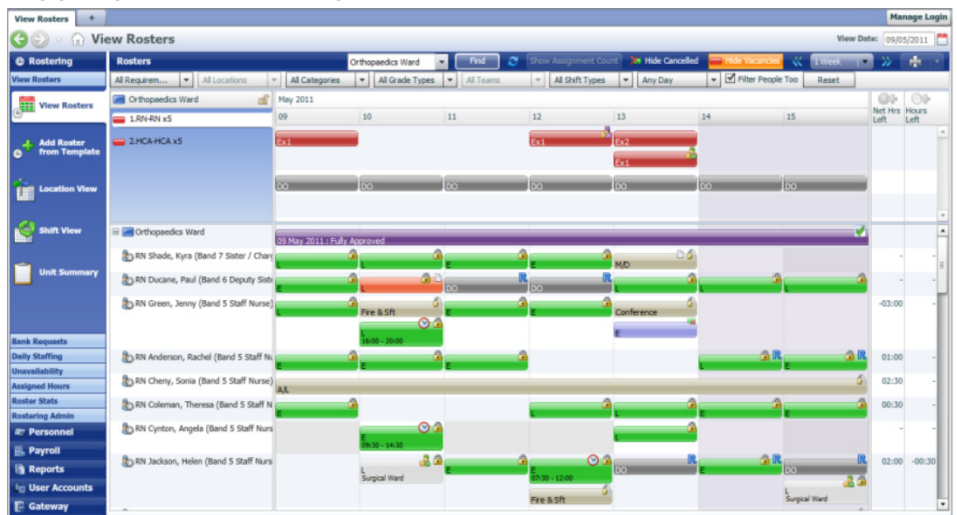 View Rosters + Manage Login
View Rosters View Date: 09/05/2011
Rostering Rosters Orthopaedics Ward Find Show Assignment Count Hide Cancelled Hide Vacancies 1 Week
View Rosters All Requirem... All Locations All Categories All Grade Types All Teams All Shift Types Any Day Filter People Too Reset
View Rosters Orthopaedics Ward May 2011 Net Hrs Left Hours Left
1.RN-RN x5 09 10 11 12 13 14 15
Add Roster from Template 2.HCA-HCA x5 Ex1 Ex1 Ex2
Ex1
Location View DO DO DO DO DO DO DO
Shift View Orthopaedics Ward
09 May 2011 : Fully Approved
RN Shade, Kyra (Band 7 Sister / Charg L L E E M/D - -
Unit Summary RN Ducane, Paul (Band 6 Deputy Siste E L DO DO L L L - -
RN Green, Jenny (Band 5 Staff Nurse) L Fire & Sft E E Conference -03:00 -
L E
16:00 - 20:00
Bank Requests
Daily Staffing RN Anderson, Rachel (Band 5 Staff Nu E E E L E 01:00 -
Unavailability
Assigned Hours RN Cheny, Sonia (Band 5 Staff Nurse) A/L 02:30 -
Roster Stats RN Coleman, Theresa (Band 5 Staff N E E L L E E 00:30 -
Rostering Admin
Personnel RN Cynton, Angela (Band 5 Staff Nurs E L - -
09:30 - 14:30
Payroll
Reports RN Jackson, Helen (Band 5 Staff Nurs L E E DO E DO 02:00 -00:30
Surgical Ward 07:30 - 12:00
User Accounts L
Gateway Fire & Sft Surgical Ward